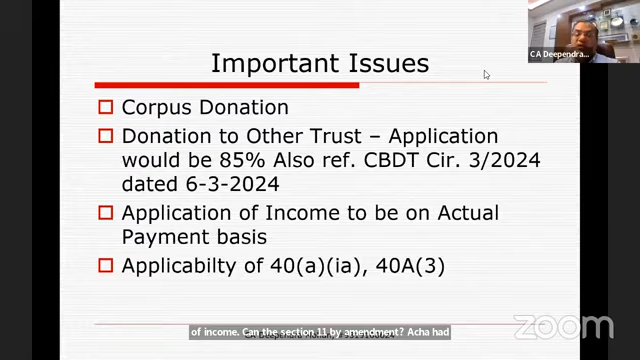 CA Deependra...
Important Issues
Corpus Donation
Donation to Other Trust – Application
would be 85% Also ref. CBDT Cir. 3/2024
dated 6-3-2024
Application of Income to be on Actual
Payment basis
Applicabilty of 40(a)(ia), 40A(3)
of income. Can the section 11 by amendment? Acha had
zoom